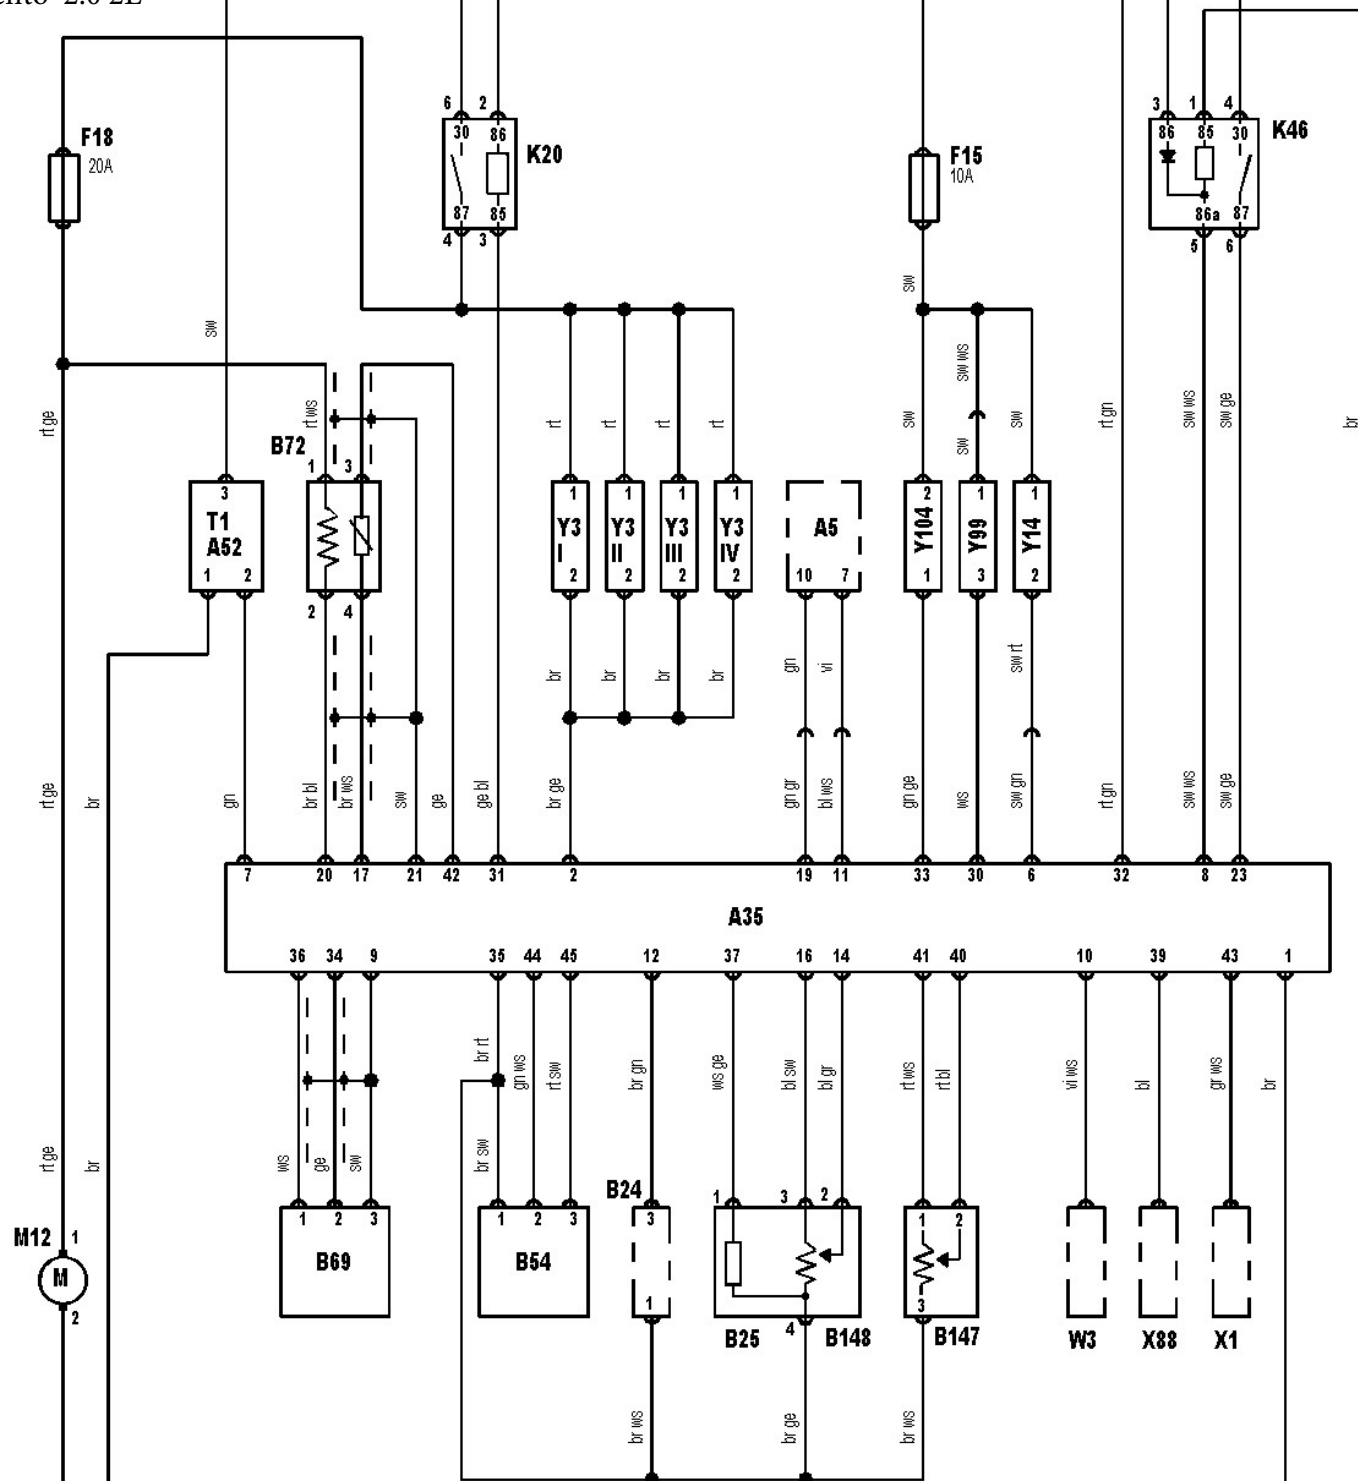 2.0 2E
6 2
3 1 4
F18
20A
30 86
K20
87 85
4 3
F15
10A
86 85 30
K46
86a 87
5 6
sw
sw
rt ge
rt ws
rt rt rt rt
sw ws
sw sw sw
rt gn
sw ws
sw ge
br
B72
1 3
3
T1
A52
1 2
2 4
1 1 1 1
Y3 I
Y3 II
Y3 III
Y3 IV
2 2 2 2
A5
10 7
2 1 1
Y104 Y99 Y14
1 3 2
br br br br
gn vi
sw rt
rt ge
br
gn
br bl
br ws
sw
ge
ge bl
br ge
gn gr
bl ws
gn ge
ws
sw gn
rt gn
sw ws
sw ge
7 20 17 21 42 31 2 19 11 33 30 6 32 8 23
A35
36 34 9 35 44 45 12 37 16 14 41 40 10 39 43 1
br rt
gn ws
rt sw
br gn
ws ge
bl sw
bl gr
rt ws
rt bl
vi ws
bl
gr ws
br
rt ge
br
ws
ge
sw
br sw
B24
1 3 2
1 2 3
1 2 3
3
1 2
M12
1
M
2
B69
B54
1
3
B25
4
B148
B147
W3
X88
X1
br ws
br ge
br ws